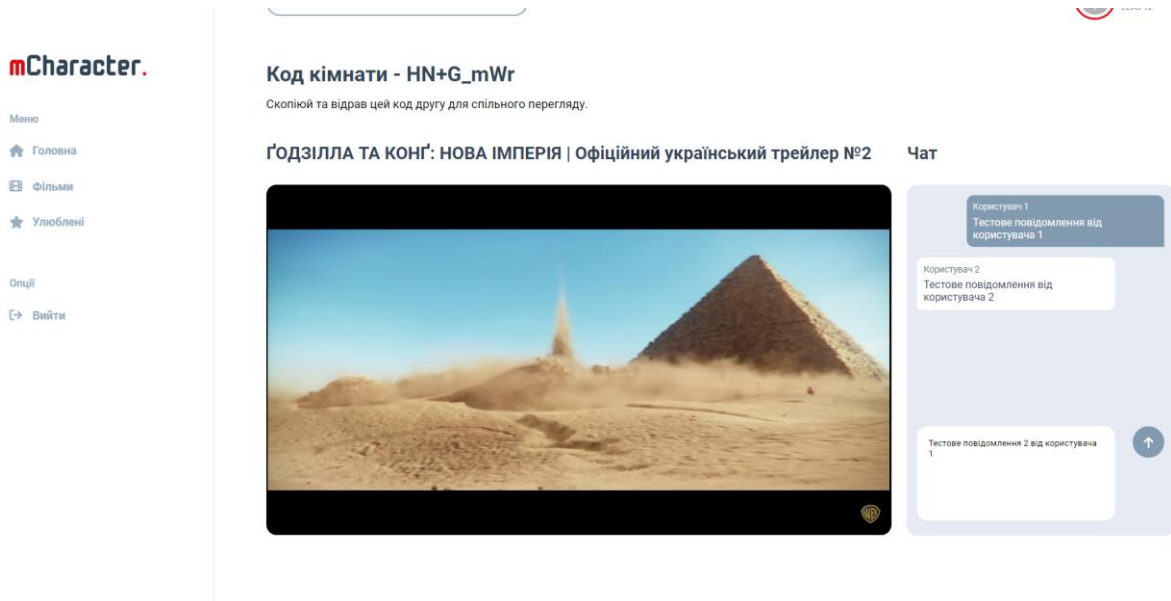 mCharacter.
Меню
Головна
Фільми
Улюблені
Опції
Вийти
Код кімнати - HN+G_mWr
Скопіюй та відрав цей код другу для спільного перегляду.
ҐОДЗІЛЛА ТА КОНҐ: НОВА ІМПЕРІЯ | Офіційний український трейлер №2
Чат
Користувач 1
Тестове повідомлення від
користувача 1
Користувач 2
Тестове повідомлення від
користувача 2
Тестове повідомлення 2 від користувача
1
WB